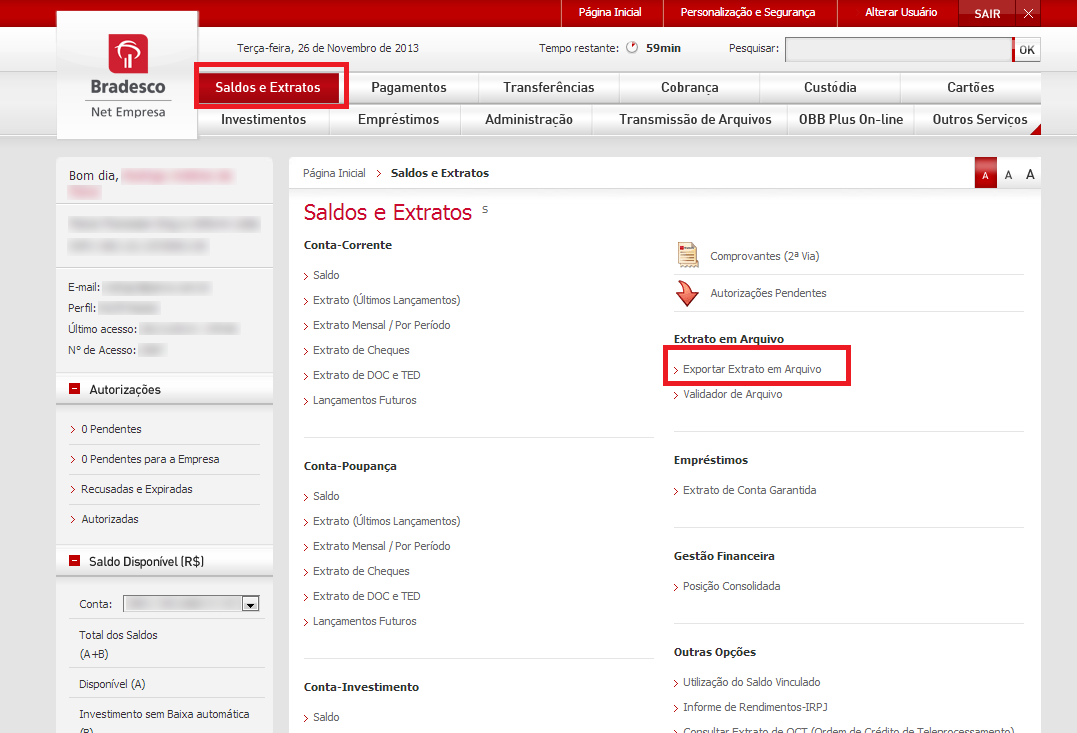 Página Inicial
Personalização e Segurança
Alterar Usuário
SAIR
Bradesco
Net Empresa
Terça-feira, 26 de Novembro de 2013
Tempo restante: 59min
Pesquisar:
OK
Saldos e Extratos
Pagamentos
Transferências
Cobrança
Custódia
Cartões
Investimentos
Empréstimos
Administração
Transmissão de Arquivos
OBB Plus On-line
Outros Serviços
Bom dia,
E-mail:
Perfil:
Último acesso:
Nº de Acesso:
Autorizações
0 Pendentes
0 Pendentes para a Empresa
Recusadas e Expiradas
Autorizadas
Saldo Disponível (R$)
Conta:
Total dos Saldos
(A+B)
Disponível (A)
Investimento sem Baixa automática
(B)
Página Inicial > Saldos e Extratos
A A A
Saldos e Extratos S
Conta-Corrente
Saldo
Extrato (Últimos Lançamentos)
Extrato Mensal / Por Período
Extrato de Cheques
Extrato de DOC e TED
Lançamentos Futuros
Conta-Poupança
Saldo
Extrato (Últimos Lançamentos)
Extrato Mensal / Por Período
Extrato de Cheques
Extrato de DOC e TED
Lançamentos Futuros
Conta-Investimento
Saldo
Comprovantes (2ª Via)
Autorizações Pendentes
Extrato em Arquivo
Exportar Extrato em Arquivo
Validador de Arquivo
Empréstimos
Extrato de Conta Garantida
Gestão Financeira
Posição Consolidada
Outras Opções
Utilização do Saldo Vinculado
Informe de Rendimentos-IRPJ
Consultar Extrato de OCT (Ordem de Crédito de Teleprocessamento)